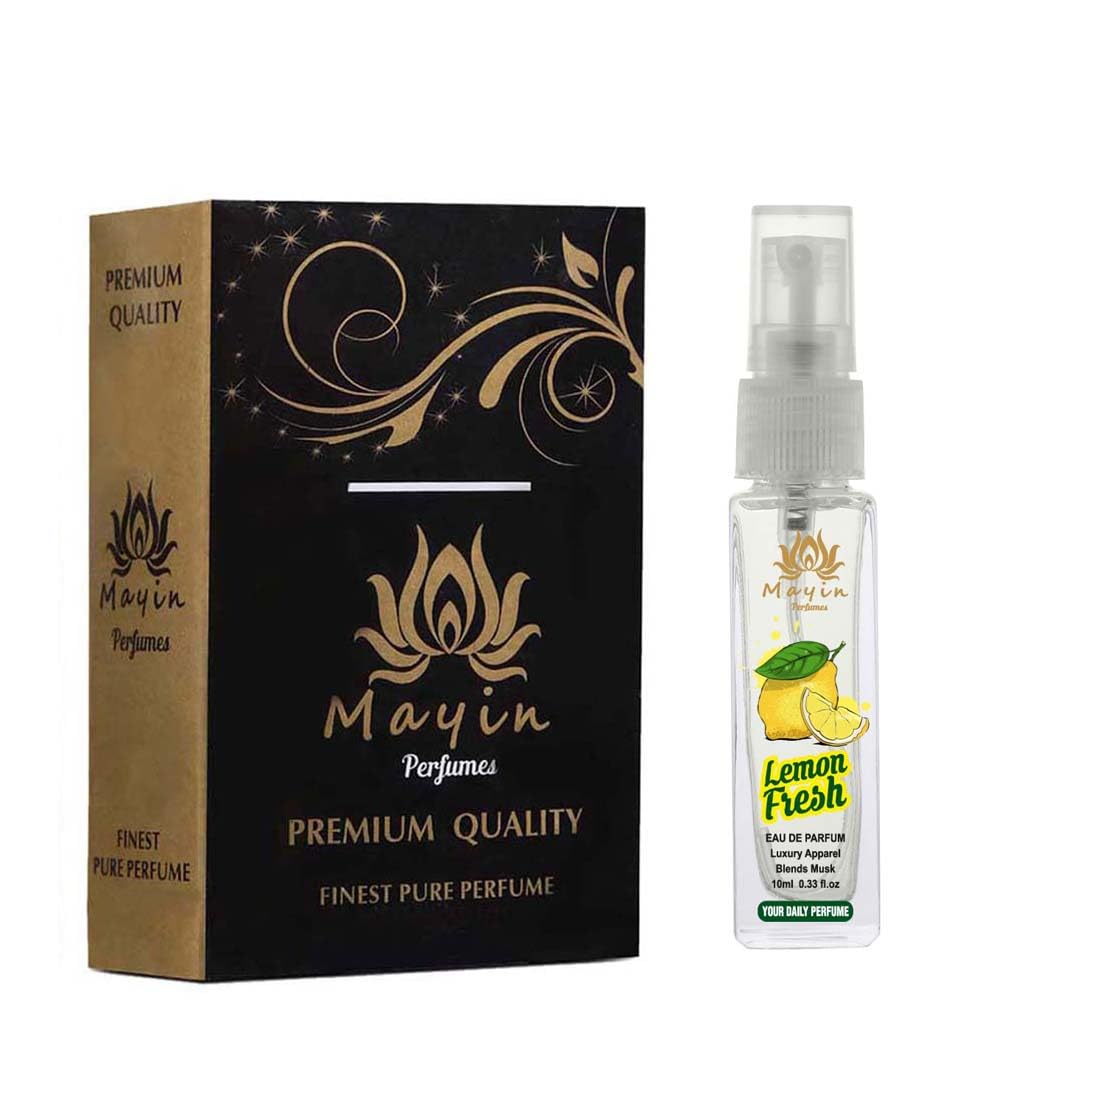 PREMIUM
QUALITY
Mayin
Perfumes
FINEST
PURE PERFUME
Mayin
Perfumes
PREMIUM QUALITY
FINEST PURE PERFUME
Mayin
Perfumes
Lemon
Fresh
EAU DE PARFUM
Luxury Apparel
Blends Musk
10ml 0.33 fl.oz
YOUR DAILY PERFUME